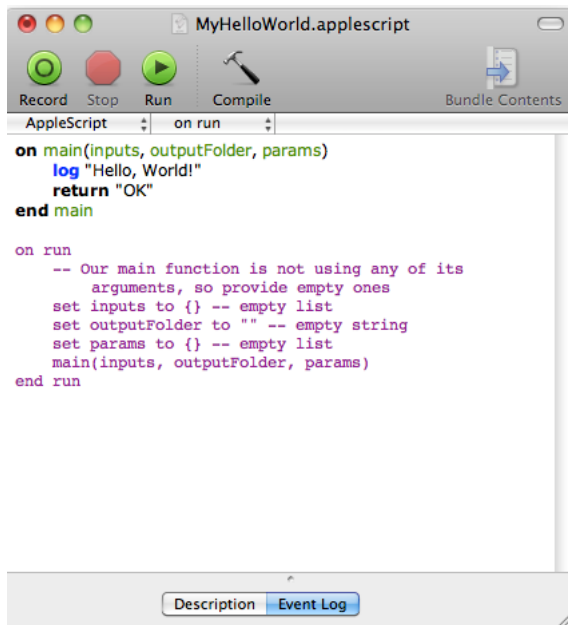 MyHelloWorld.applescript
Record Stop Run Compile Bundle Contents
AppleScript on run
on main(inputs, outputFolder, params)
log "Hello, World!"
return "OK"
end main
on run
-- Our main function is not using any of its
arguments, so provide empty ones
set inputs to {} -- empty list
set outputFolder to "" -- empty string
set params to {} -- empty list
main(inputs, outputFolder, params)
end run
Description Event Log